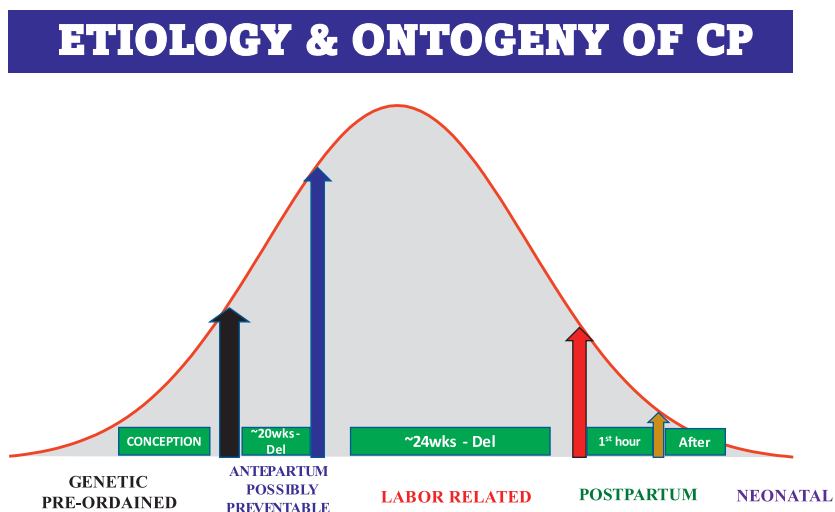 ETIOLOGY & ONTOGENY OF CP
CONCEPTION
~20wks -
Del
~24wks - Del
1st hour
After
GENETIC
PRE-ORDAINED
ANTEPARTUM
POSSIBLY
PREVENTABLE
LABOR RELATED
POSTPARTUM
NEONATAL